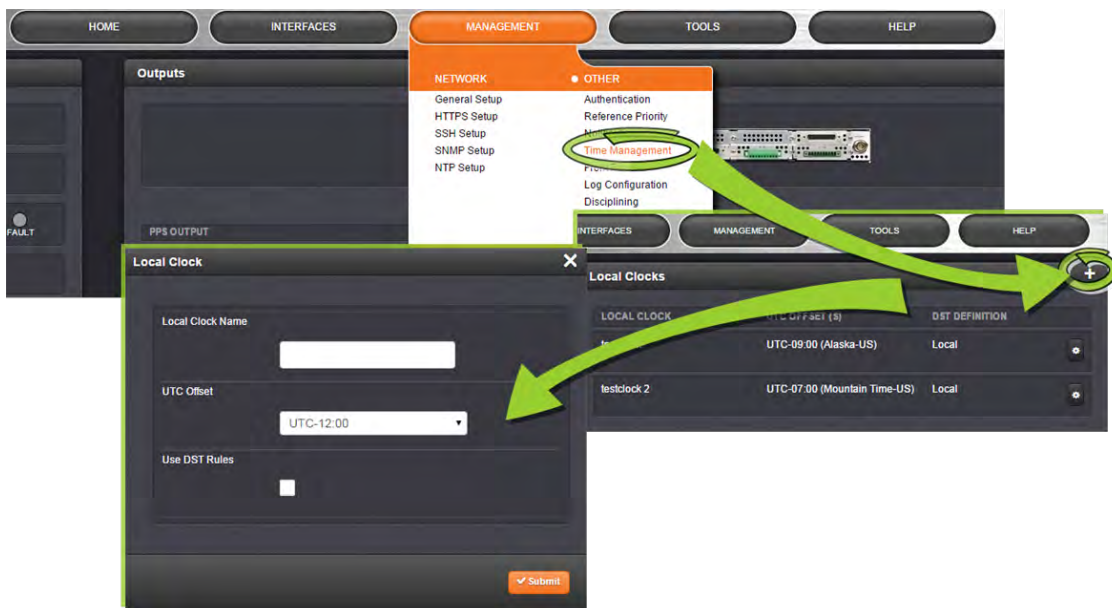 HOME INTERFACES MANAGEMENT TOOLS HELP
Outputs
NETWORK OTHER
General Setup Authentication
HTTPS Setup Reference Priority
SSH Setup
SNMP Setup Time Management
NTP Setup
Log Configuration
Disciplining
FAULT
PPS OUTPUT
INTERFACES MANAGEMENT TOOLS HELP
Local Clocks +
LOCAL CLOCK UTC OFFSET (S) DST DEFINITION
UTC-09:00 (Alaska-US) Local
testclock 2 UTC-07:00 (Mountain Time-US) Local
Local Clock X
Local Clock Name
UTC Offset
UTC-12:00
Use DST Rules
Submit